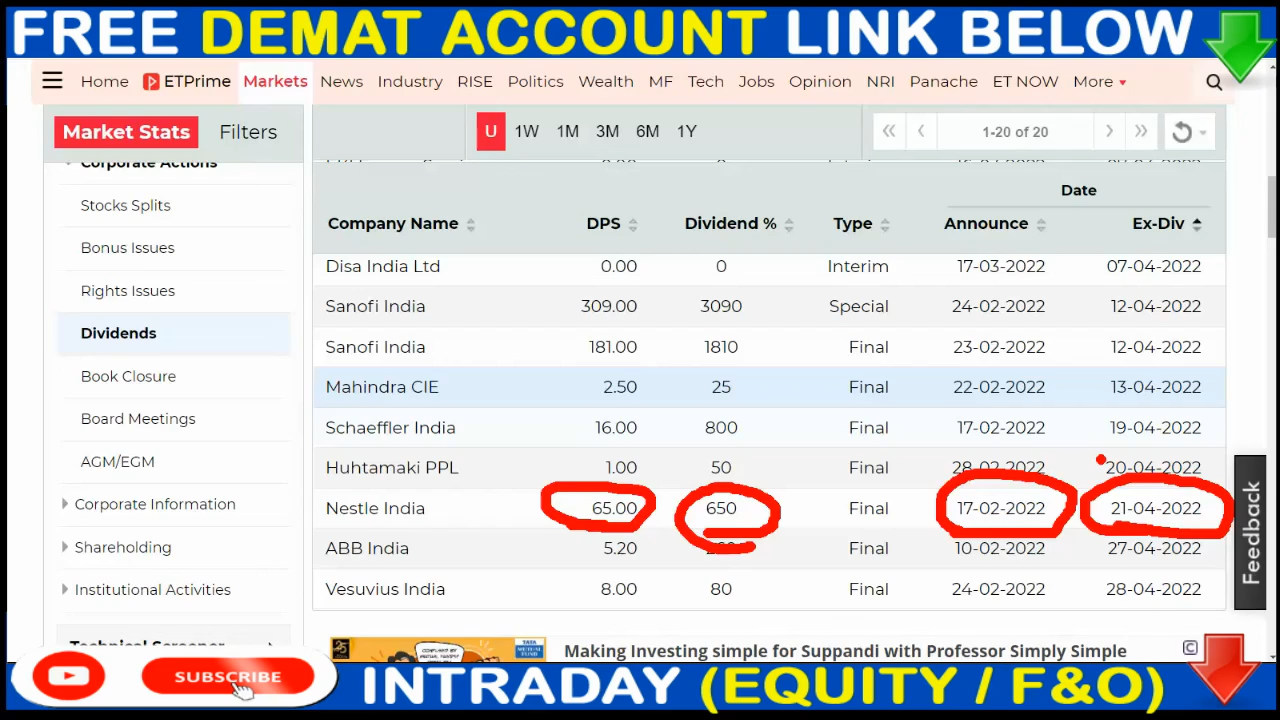 FREE DEMAT ACCOUNT LINK BELOW
Home ETPrime Markets News Industry RISE Politics Wealth MF Tech Jobs Opinion NRI Panache ET NOW More
Market Stats Filters
U 1W 1M 3M 6M 1Y
1-20 of 20
Corporate Actions
Stocks Splits
Bonus Issues
Rights Issues
Dividends
Book Closure
Board Meetings
AGM/EGM
Corporate Information
Shareholding
Institutional Activities
Technical Screener
Date
Company Name DPS Dividend % Type Announce Ex-Div
Disa India Ltd 0.00 0 Interim 17-03-2022 07-04-2022
Sanofi India 309.00 3090 Special 24-02-2022 12-04-2022
Sanofi India 181.00 1810 Final 23-02-2022 12-04-2022
Mahindra CIE 2.50 25 Final 22-02-2022 13-04-2022
Schaeffler India 16.00 800 Final 17-02-2022 19-04-2022
Huhtamaki PPL 1.00 50 Final 28-02-2022 20-04-2022
Nestle India 65.00 650 Final 17-02-2022 21-04-2022
ABB India 5.20 Final 10-02-2022 27-04-2022
Vesuvius India 8.00 80 Final 24-02-2022 28-04-2022
Feedback
Making Investing simple for Suppandi with Professor Simply Simple
SUBSCRIBE
INTRADAY (EQUITY / F&O)